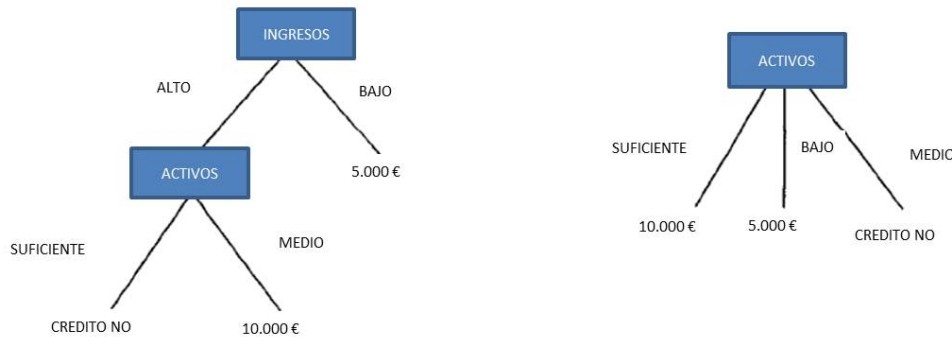 INGRESOS
ALTO
BAJO
ACTIVOS
5.000 €
SUFICIENTE
MEDIO
CREDITO NO
10.000 €
ACTIVOS
SUFICIENTE
BAJO
MEDIO
10.000 €
5.000 €
CREDITO NO